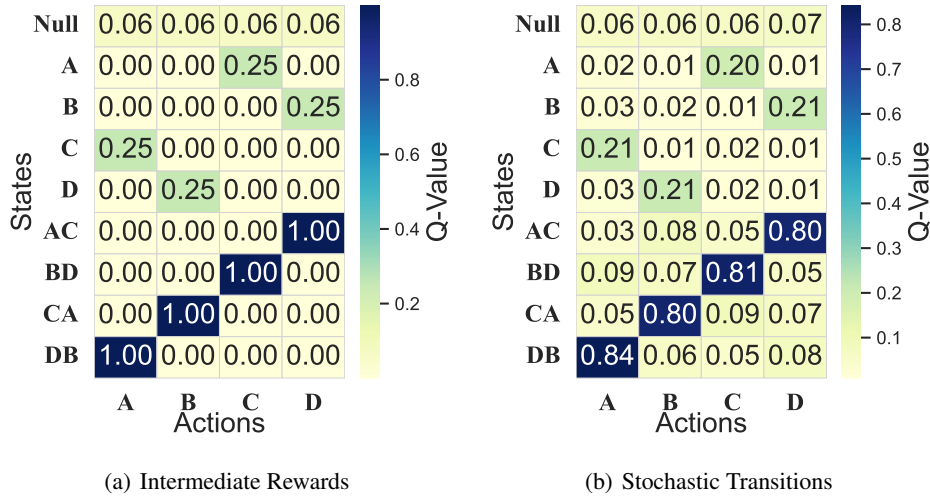 Null 0.06 0.06 0.06 0.06
A 0.00 0.00 0.25 0.00
B 0.00 0.00 0.00 0.25
C 0.25 0.00 0.00 0.00
D 0.00 0.25 0.00 0.00
AC 0.00 0.00 0.00 1.00
BD 0.00 0.00 1.00 0.00
CA 0.00 1.00 0.00 0.00
DB 1.00 0.00 0.00 0.00
A B C D
Actions
States
0.8
0.6
0.4
0.2
Q-Value
(a) Intermediate Rewards
Null 0.06 0.06 0.06 0.07
A 0.02 0.01 0.20 0.01
B 0.03 0.02 0.01 0.21
C 0.21 0.01 0.02 0.01
D 0.03 0.21 0.02 0.01
AC 0.03 0.08 0.05 0.80
BD 0.09 0.07 0.81 0.05
CA 0.05 0.80 0.09 0.07
DB 0.84 0.06 0.05 0.08
A B C D
Actions
States
0.8
0.7
0.6
0.5
0.4
0.3
0.2
0.1
Q-Value
(b) Stochastic Transitions